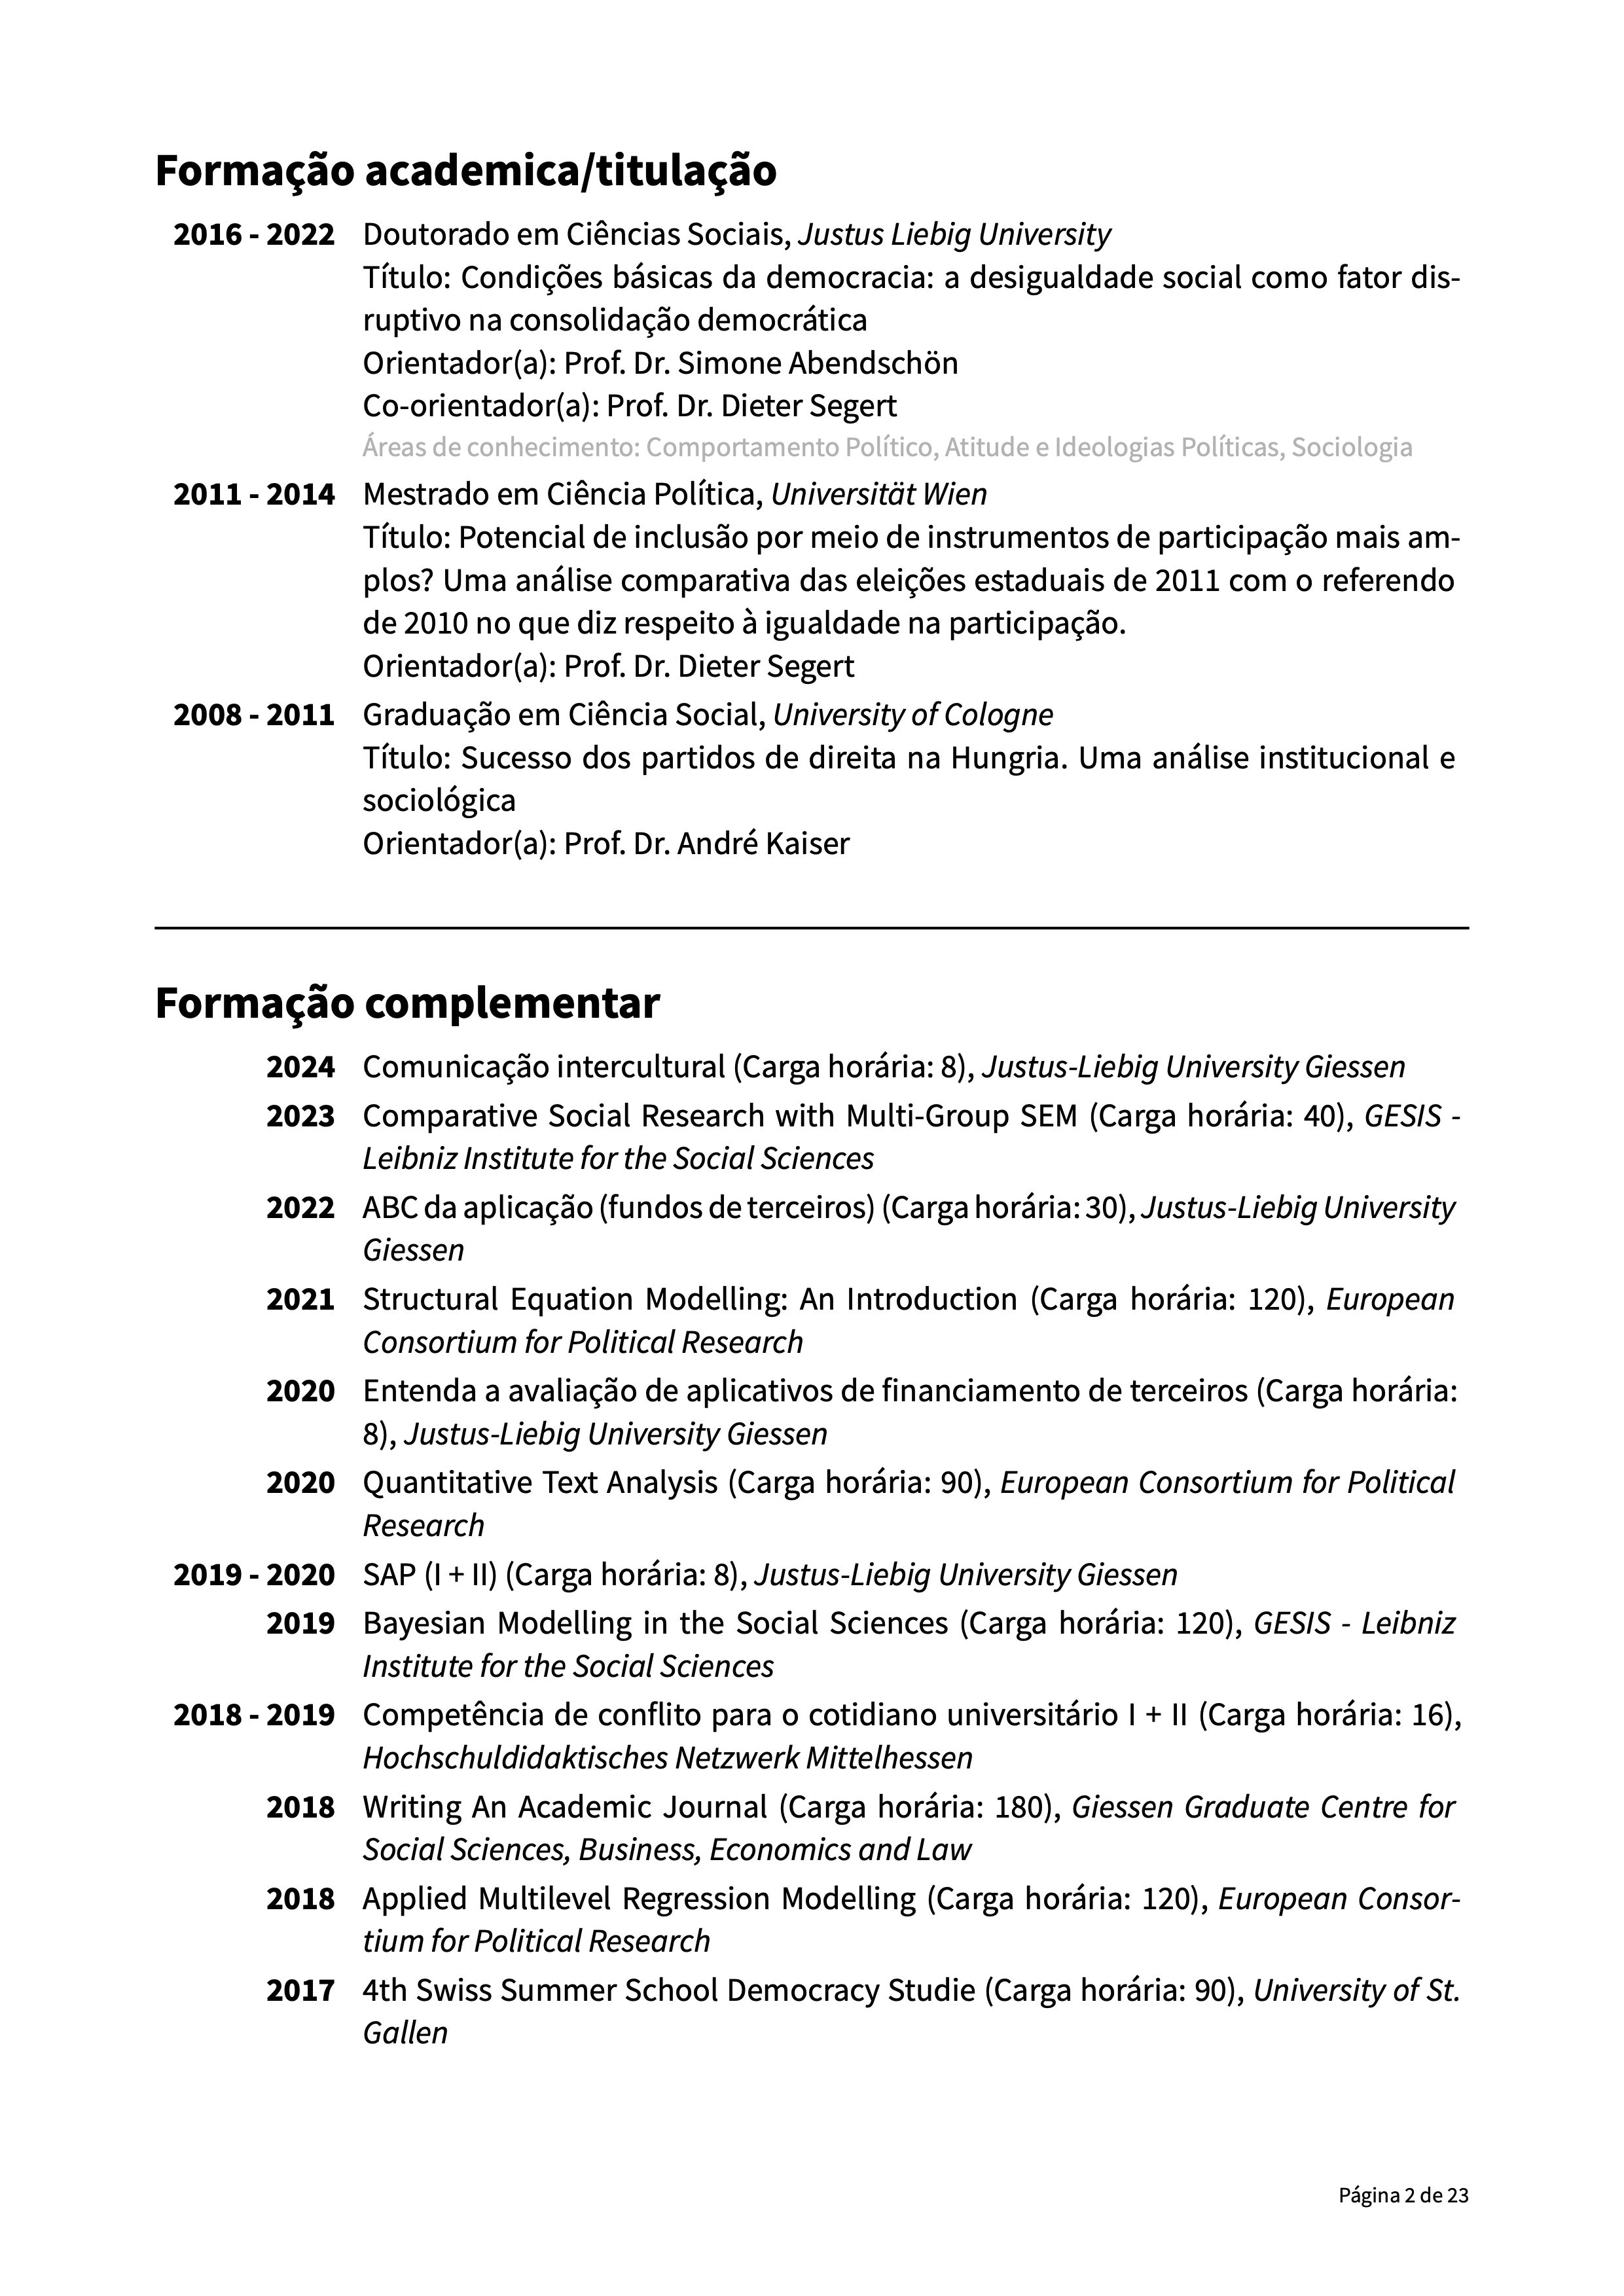 Formação academica/titulação
2016 - 2022 Doutorado em Ciências Sociais, Justus Liebig University
Título: Condições básicas da democracia: a desigualdade social como fator dis-
ruptivo na consolidação democrática
Orientador(a): Prof. Dr. Simone Abendschön
Co-orientador(a): Prof. Dr. Dieter Segert
Áreas de conhecimento: Comportamento Político, Atitude e Ideologias Políticas, Sociologia
2011 - 2014 Mestrado em Ciência Política, Universität Wien
Título: Potencial de inclusão por meio de instrumentos de participação mais am-
plos? Uma análise comparativa das eleições estaduais de 2011 com o referendo
de 2010 no que diz respeito à igualdade na participação.
Orientador(a): Prof. Dr. Dieter Segert
2008 - 2011 Graduação em Ciência Social, University of Cologne
Título: Sucesso dos partidos de direita na Hungria. Uma análise institucional e
sociológica
Orientador(a): Prof. Dr. André Kaiser
Formação complementar
2024 Comunicação intercultural (Carga horária: 8), Justus-Liebig University Giessen
2023 Comparative Social Research with Multi-Group SEM (Carga horária: 40), GESIS -
Leibniz Institute for the Social Sciences
2022 ABC da aplicação (fundos de terceiros) (Carga horária: 30), Justus-Liebig University
Giessen
2021 Structural Equation Modelling: An Introduction (Carga horária: 120), European
Consortium for Political Research
2020 Entenda a avaliação de aplicativos de financiamento de terceiros (Carga horária:
8), Justus-Liebig University Giessen
2020 Quantitative Text Analysis (Carga horária: 90), European Consortium for Political
Research
2019 - 2020 SAP (I + II) (Carga horária: 8), Justus-Liebig University Giessen
2019 Bayesian Modelling in the Social Sciences (Carga horária: 120), GESIS - Leibniz
Institute for the Social Sciences
2018 - 2019 Competência de conflito para o cotidiano universitário I + II (Carga horária: 16),
Hochschuldidaktisches Netzwerk Mittelhessen
2018 Writing An Academic Journal (Carga horária: 180), Giessen Graduate Centre for
Social Sciences, Business, Economics and Law
2018 Applied Multilevel Regression Modelling (Carga horária: 120), European Consor-
tium for Political Research
2017 4th Swiss Summer School Democracy Studie (Carga horária: 90), University of St.
Gallen
Página 2 de 23